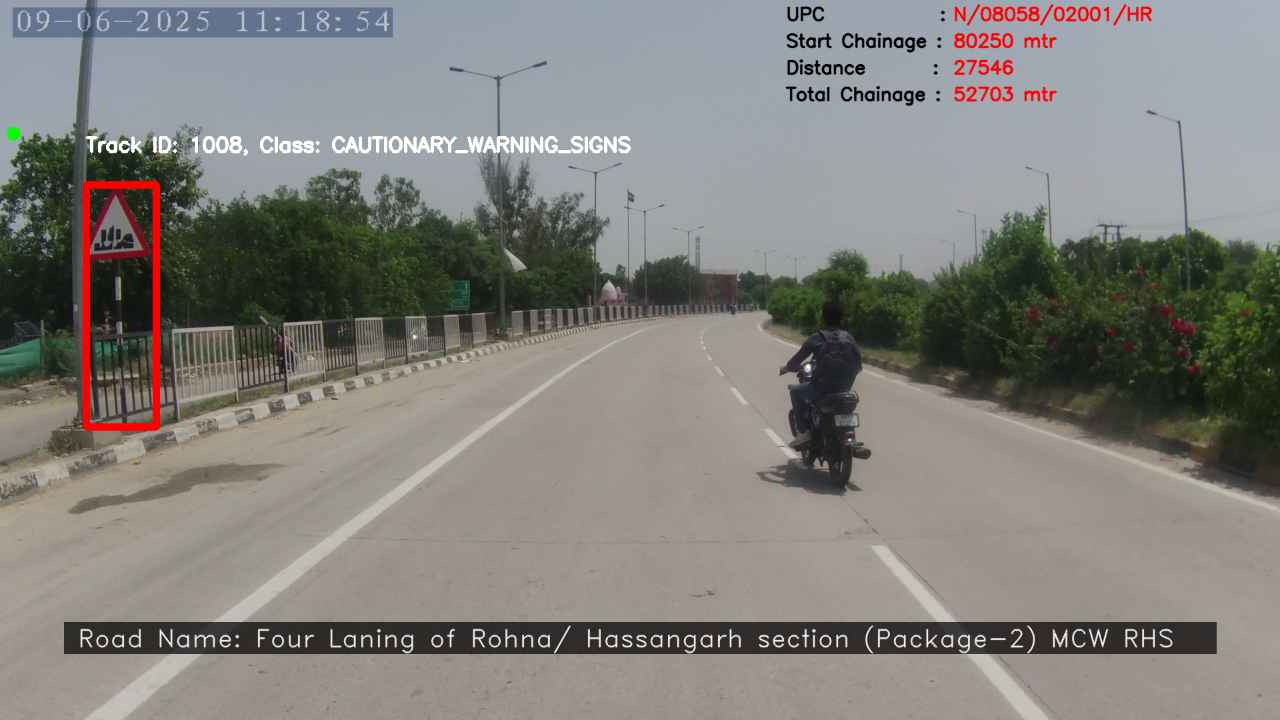 09-06-2025 11:18:54
UPC : N/08058/02001/HR
Start Chainage : 80250 mtr
Distance : 27546
Total Chainage : 52703 mtr
Track ID: 1008, Class: CAUTIONARY_WARNING_SIGNS
Road Name: Four Laning of Rohna/ Hassangarh section (Package-2) MCW RHS